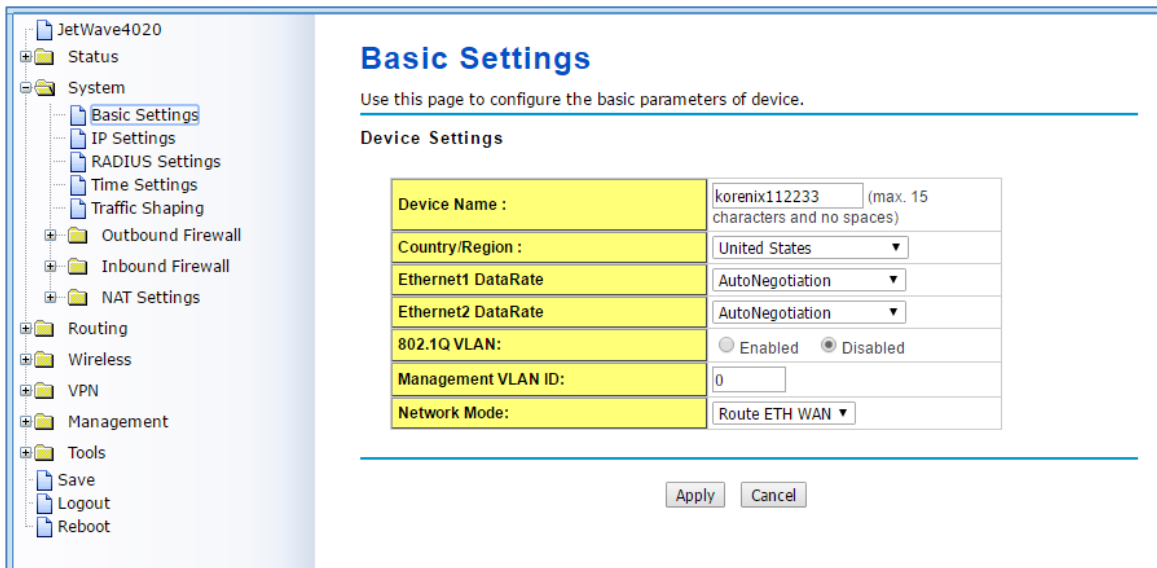 JetWave4020
Status
System
Basic Settings
IP Settings
RADIUS Settings
Time Settings
Traffic Shaping
Outbound Firewall
Inbound Firewall
NAT Settings
Routing
Wireless
VPN
Management
Tools
Save
Logout
Reboot
Basic Settings
Use this page to configure the basic parameters of device.
Device Settings
Device Name : korenix112233 (max. 15
characters and no spaces)
Country/Region : United States
Ethernet1 DataRate AutoNegotiation
Ethernet2 DataRate AutoNegotiation
802.1Q VLAN: Enabled Disabled
Management VLAN ID: 0
Network Mode: Route ETH WAN
Apply Cancel